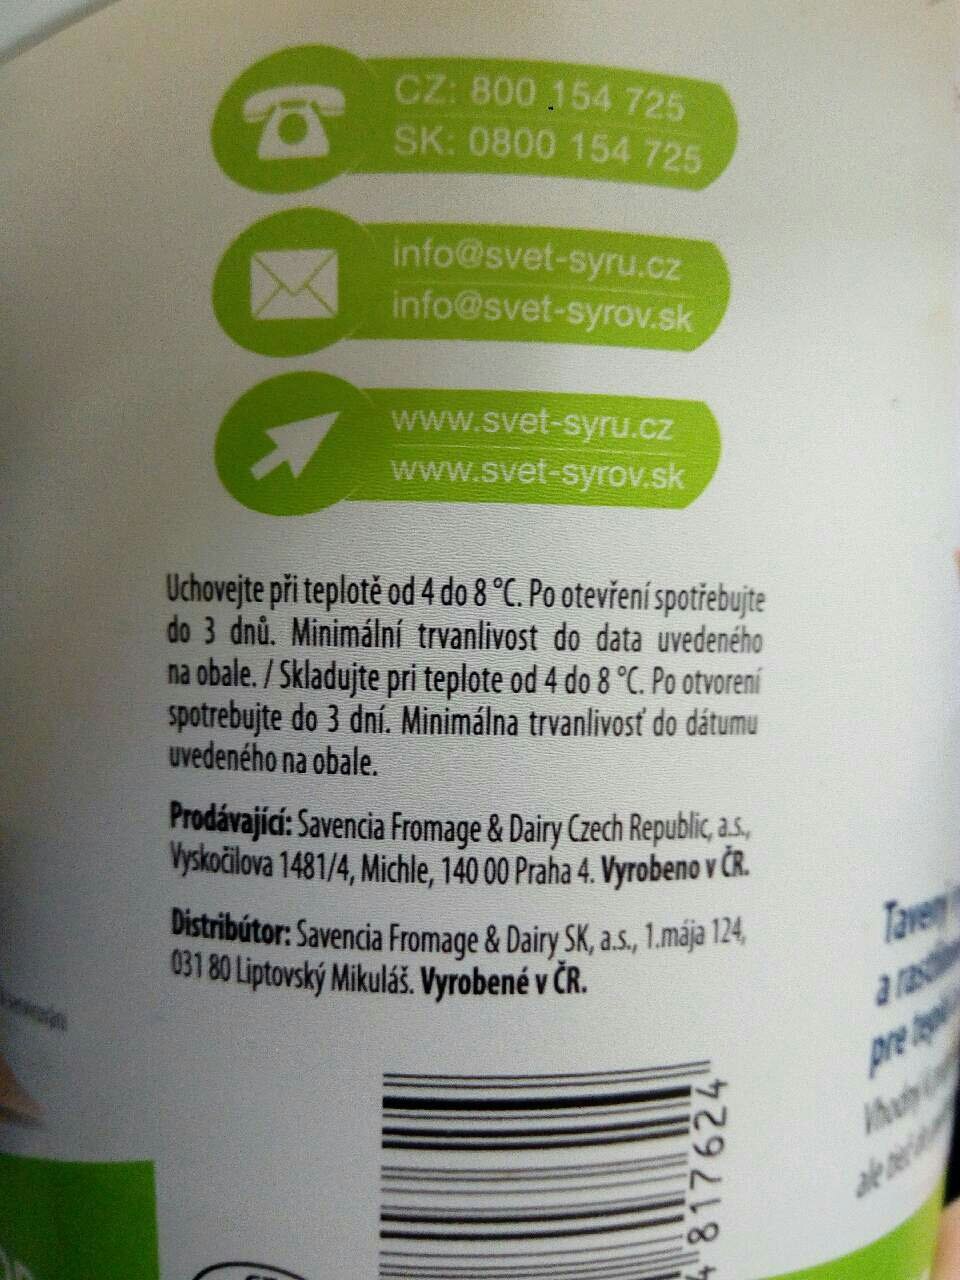 CZ: 800 154 725
SK: 0800 154 725
info@svet-syru.cz
info@svet-syrov.sk
www.svet-syru.cz
www.svet-syrov.sk
Uchovejte při teplotě od 4 do 8 °C. Po otevření spotřebujte
do 3 dnů. Minimální trvanlivost do data uvedeného
na obale. / Skladujte pri teplote od 4 do 8 °C. Po otvorení
spotrebujte do 3 dní. Minimálna trvanlivosť do dátumu
uvedeného na obale.
Prodávající: Savencia Fromage & Dairy Czech Republic, a.s.,
Vyskočilova 1481/4, Michle, 140 00 Praha 4. Vyrobeno v ČR.
Distribútor: Savencia Fromage & Dairy SK, a.s., 1.mája 124,
031 80 Liptovský Mikuláš. Vyrobené v ČR.
817624
a
pre
ale tiež